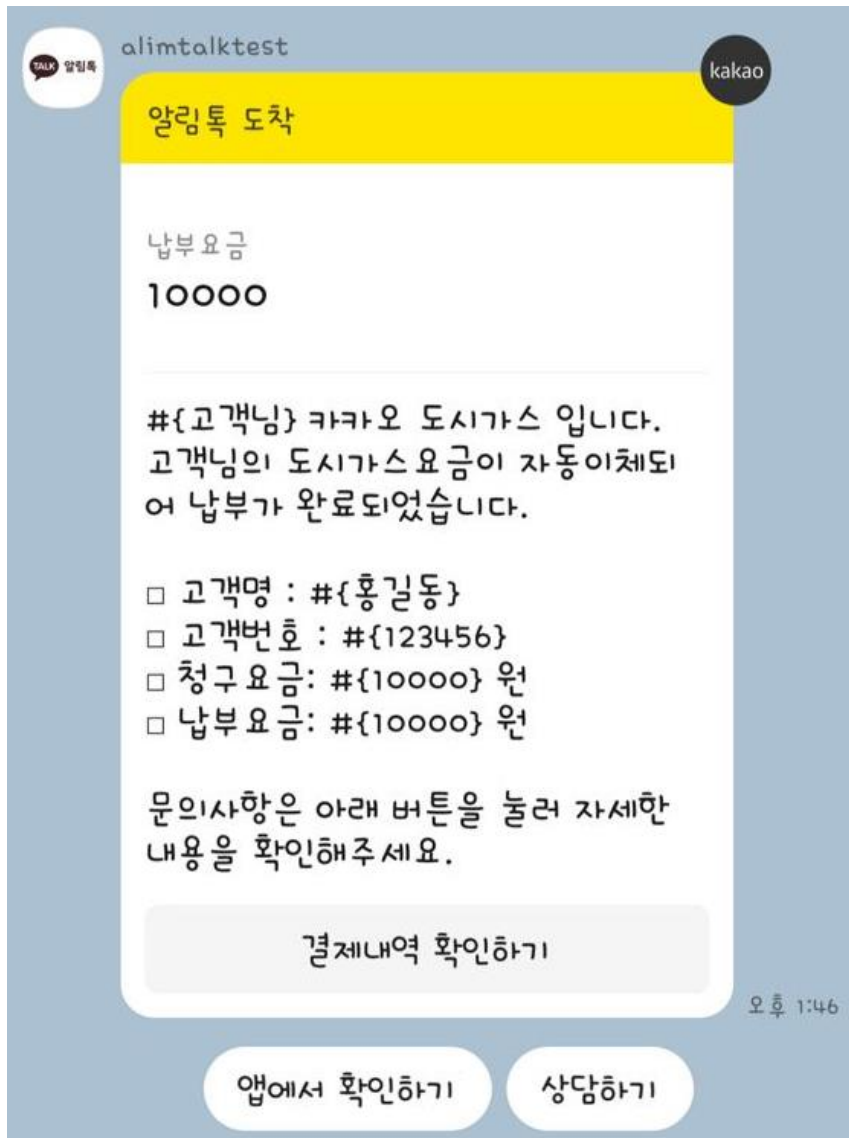 alimtalktest
TALK 알림톡
kakao
알림톡 도착
납부요금
10000
#{고객님} 카카오 도시가스 입니다.
고객님의 도시가스요금이 자동이체되
어 납부가 완료되었습니다.
□ 고객명 : #{홍길동}
□ 고객번호 : #{123456}
□ 청구요금: #{10000} 원
□ 납부요금: #{10000} 원
문의사항은 아래 버튼을 눌러 자세한
내용을 확인해주세요.
결제내역 확인하기
오후 1:46
앱에서 확인하기
상담하기